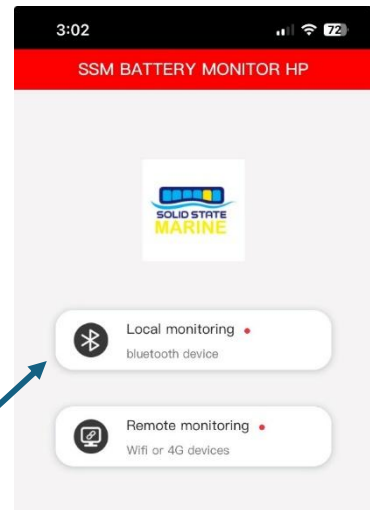 3:02
72
SSM BATTERY MONITOR HP
SOLID STATE
MARINE
Local monitoring
bluetooth device
Remote monitoring
Wifi or 4G devices